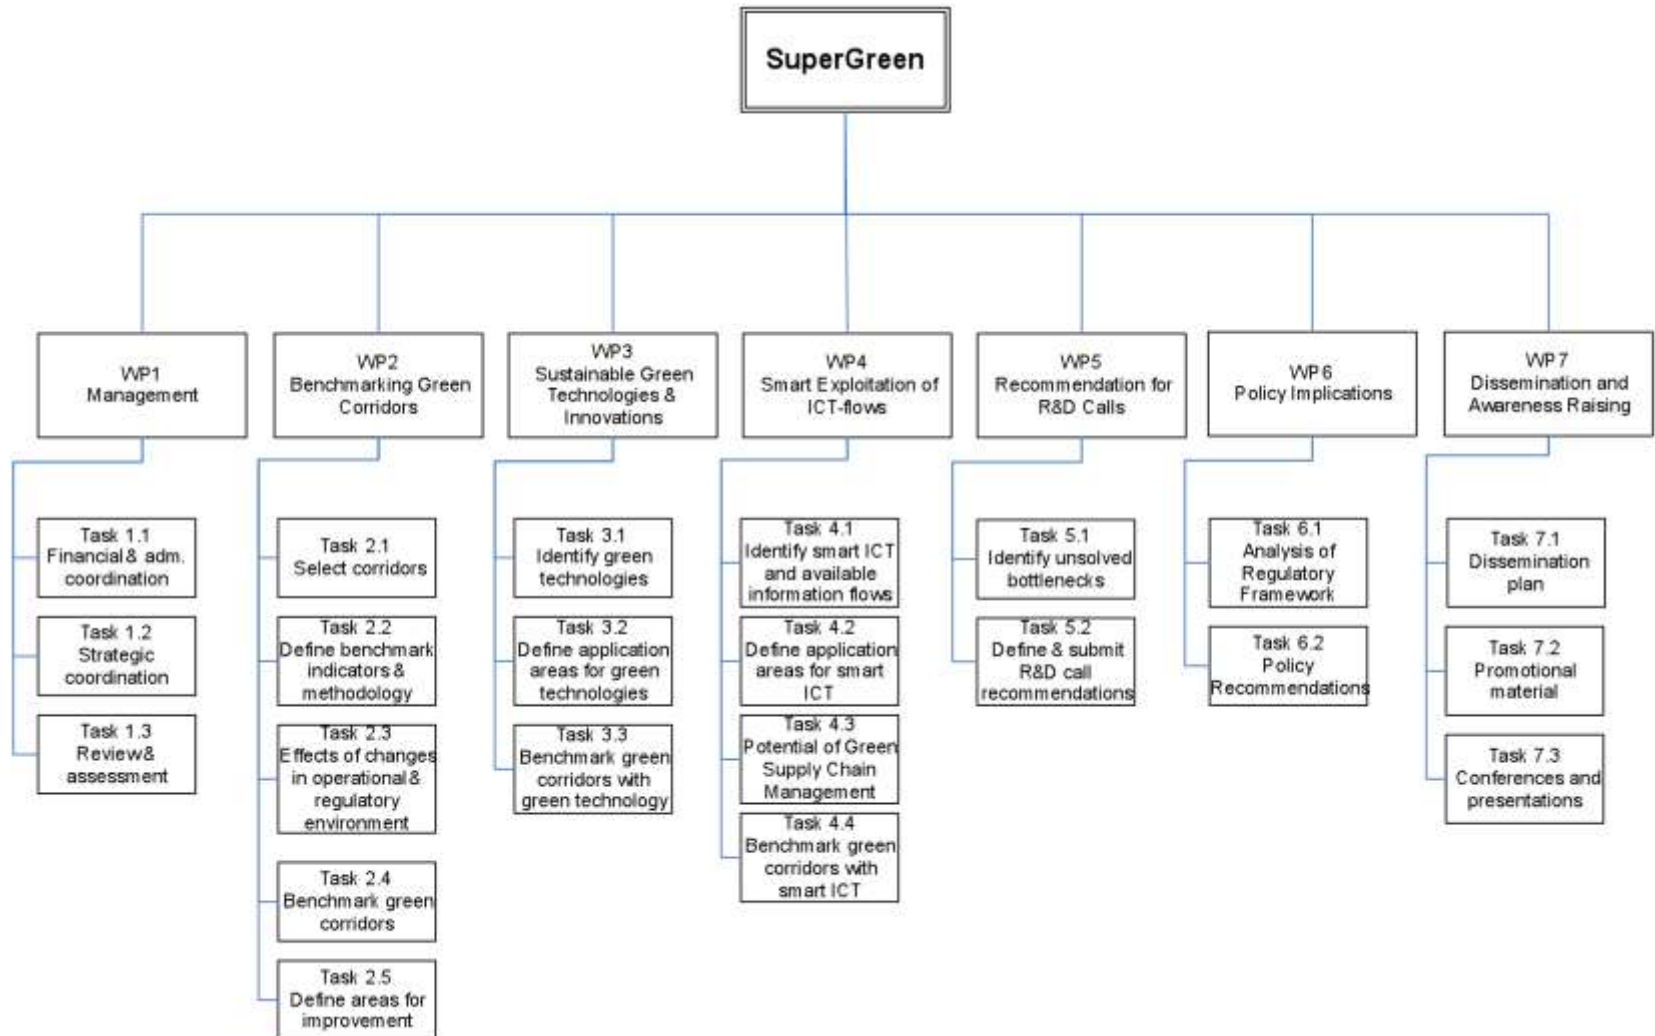 SuperGreen
WP1
Management
WP2
Benchmarking Green
Corridors
WP3
Sustainable Green
Technologies &
Innovations
WP4
Smart Exploitation of
ICT-flows
WP5
Recommendation for
R&D Calls
WP6
Policy Implications
WP7
Dissemination and
Awareness Raising
Task 1.1
Financial & adm.
coordination
Task 1.2
Strategic
coordination
Task 1.3
Review &
assessment
Task 2.1
Select corridors
Task 2.2
Define benchmark
indicators &
methodology
Task 2.3
Effects of changes
in operational &
regulatory
environment
Task 2.4
Benchmark green
corridors
Task 2.5
Define areas for
improvement
Task 3.1
Identify green
technologies
Task 3.2
Define application
areas for green
technologies
Task 3.3
Benchmark green
corridors with
green technology
Task 4.1
Identify smart ICT
and available
information flows
Task 4.2
Define application
areas for smart
ICT
Task 4.3
Potential of Green
Supply Chain
Management
Task 4.4
Benchmark green
corridors with
smart ICT
Task 5.1
Identify unsolved
bottlenecks
Task 5.2
Define & submit
R&D call
recommendations
Task 6.1
Analysis of
Regulatory
Framework
Task 6.2
Policy
Recommendations
Task 7.1
Dissemination
plan
Task 7.2
Promotional
material
Task 7.3
Conferences and
presentations